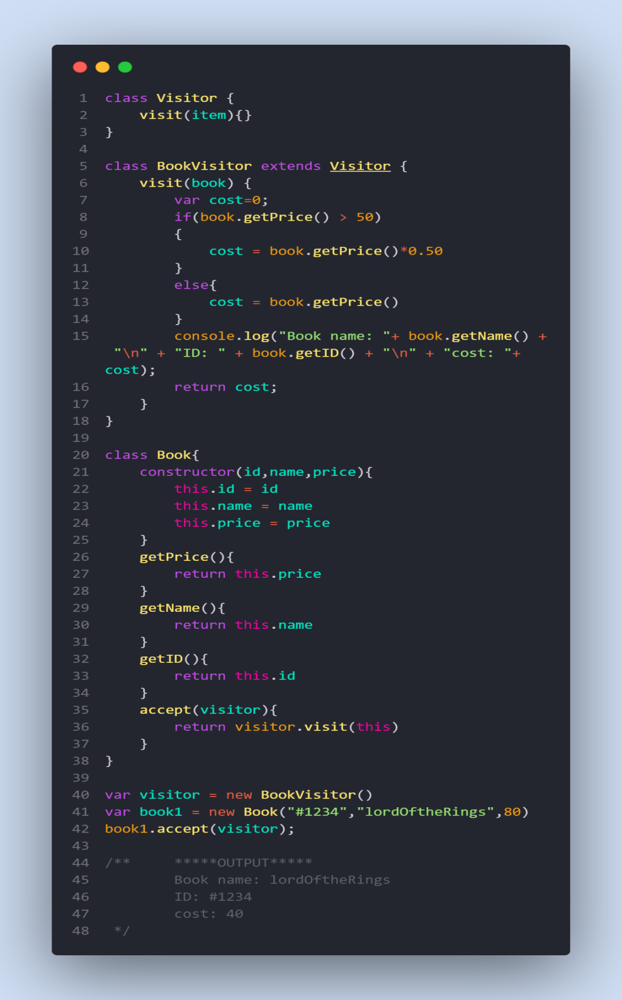 1 class Visitor {
2     visit(item){}
3 }
4
5 class BookVisitor extends Visitor {
6     visit(book) {
7         var cost=0;
8         if(book.getPrice() > 50)
9         {
10             cost = book.getPrice()*0.50
11         }
12         else{
13             cost = book.getPrice()
14         }
15         console.log("Book name: "+ book.getName() +
 "\n" + "ID: " + book.getID() + "\n" + "cost: "+
cost);
16         return cost;
17     }
18 }
19
20 class Book{
21     constructor(id,name,price){
22         this.id = id
23         this.name = name
24         this.price = price
25     }
26     getPrice(){
27         return this.price
28     }
29     getName(){
30         return this.name
31     }
32     getID(){
33         return this.id
34     }
35     accept(visitor){
36         return visitor.visit(this)
37     }
38 }
39
40 var visitor = new BookVisitor()
41 var book1 = new Book("#1234","lordOftheRings",80)
42 book1.accept(visitor);
43
44 /**     *****OUTPUT*****
45         Book name: lordOftheRings
46         ID: #1234
47         cost: 40
48  */